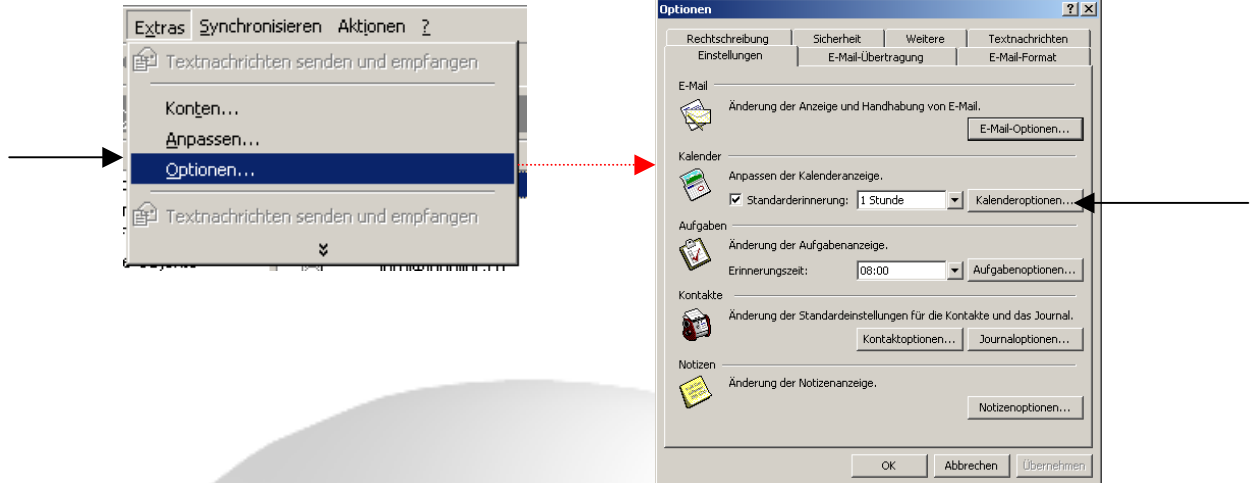 Extras Synchronisieren Aktionen ?
Textnachrichten senden und empfangen
Konten...
Anpassen...
Optionen...
Textnachrichten senden und empfangen
Optionen
Rechtschreibung Sicherheit Weitere Textnachrichten
Einstellungen E-Mail-Übertragung E-Mail-Format
E-Mail
Änderung der Anzeige und Handhabung von E-Mail.
E-Mail-Optionen...
Kalender
Anpassen der Kalenderanzeige.
Standarderinnerung: 1 Stunde Kalenderoptionen...
Aufgaben
Änderung der Aufgabenanzeige.
Erinnerungszeit: 08:00 Aufgabenoptionen...
Kontakte
Änderung der Standardeinstellungen für die Kontakte und das Journal.
Kontaktoptionen... Journaloptionen...
Notizen
Änderung der Notizenanzeige.
Notizenoptionen...
OK Abbrechen Übernehmen